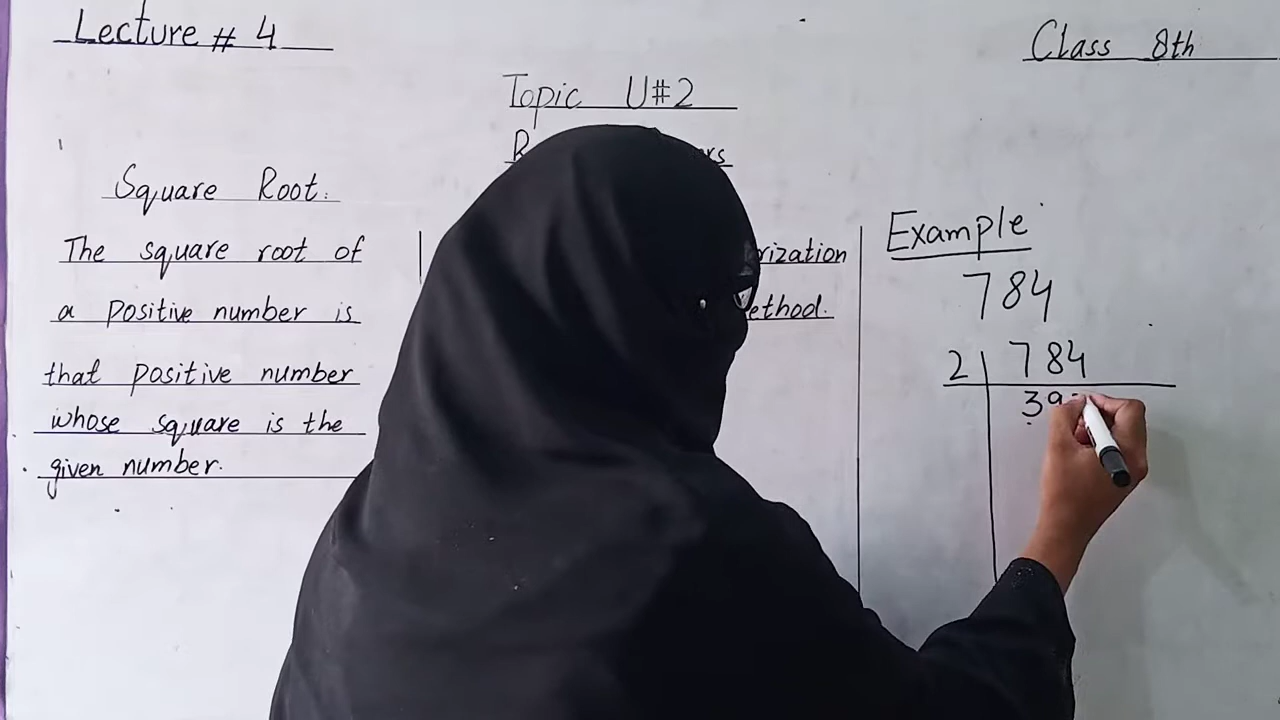 Lecture # 4
Class 8th
Topic U#2
Square Root:
The square root of
a positive number is
that positive number
whose square is the
given number.
Example
784
2 784
39